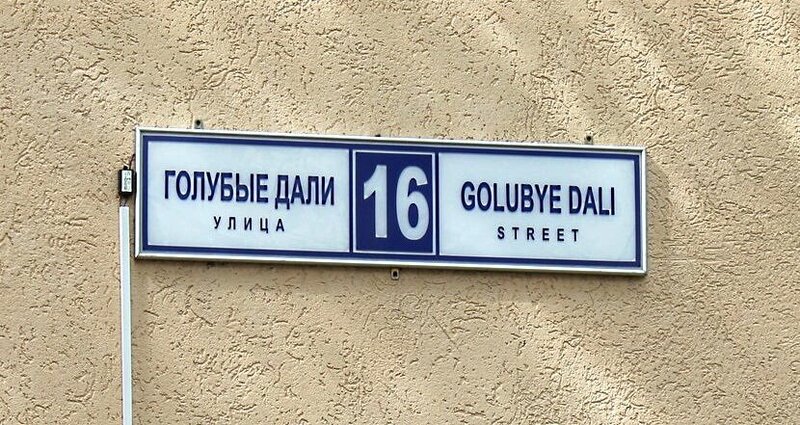 ГОЛУБЫЕ ДАЛИ
УЛИЦА
16
GOLUBYE DALI
STREET